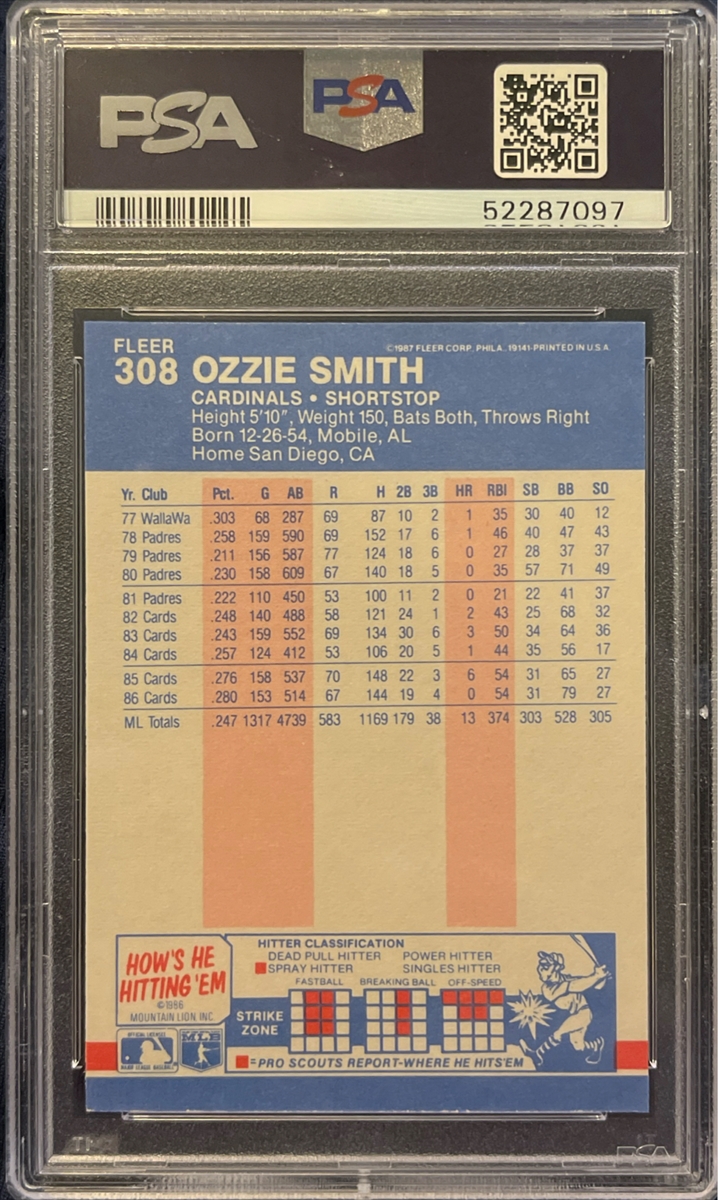 PSA PSA
52287097
FLEER
©1987 FLEER CORP. PHILA. 19141-PRINTED IN U.S.A.
308 OZZIE SMITH
CARDINALS • SHORTSTOP
Height 5'10", Weight 150, Bats Both, Throws Right
Born 12-26-54, Mobile, AL
Home San Diego, CA
Yr. Club Pct. G AB R H 2B 3B HR RBI SB BB SO
77 WallaWa .303 68 287 69 87 10 2 1 35 30 40 12
78 Padres .258 159 590 69 152 17 6 1 46 40 47 43
79 Padres .211 156 587 77 124 18 6 0 27 28 37 37
80 Padres .230 158 609 67 140 18 5 0 35 57 71 49
81 Padres .222 110 450 53 100 11 2 0 21 22 41 37
82 Cards .248 140 488 58 121 24 1 2 43 25 68 32
83 Cards .243 159 552 69 134 30 6 3 50 34 64 36
84 Cards .257 124 412 53 106 20 5 1 44 35 56 17
85 Cards .276 158 537 70 148 22 3 6 54 31 65 27
86 Cards .280 153 514 67 144 19 4 0 54 31 79 27
ML Totals .247 1317 4739 583 1169 179 38 13 374 303 528 305
HOW'S HE
HITTING 'EM
©1986
MOUNTAIN LION INC.
HITTER CLASSIFICATION
DEAD PULL HITTER POWER HITTER
SPRAY HITTER SINGLES HITTER
FASTBALL BREAKING BALL OFF-SPEED
STRIKE
ZONE
=PRO SCOUTS REPORT-WHERE HE HITS'EM
OFFICIAL LICENSEE
MAJOR LEAGUE BASEBALL
MLB
PSA